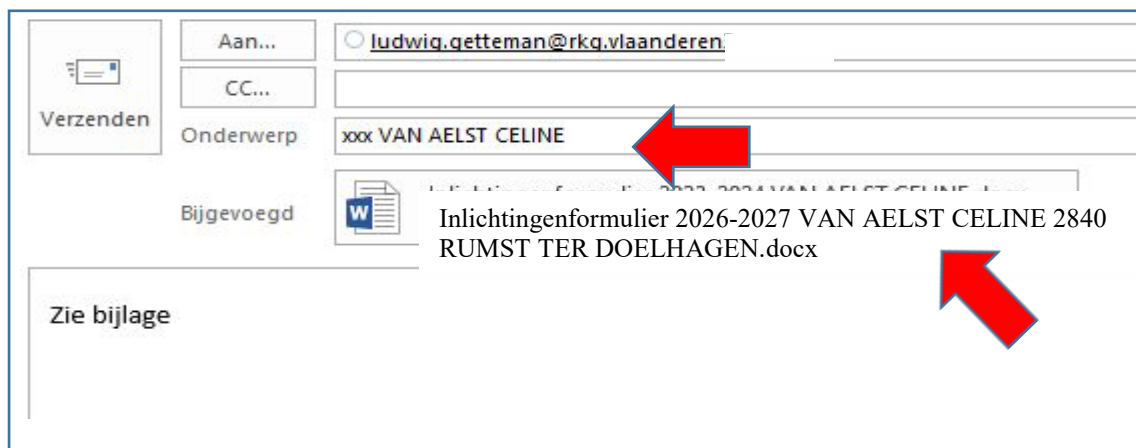 Aan...
ludwig.getteman@rkg.vlaanderen
CC...
Verzenden
Onderwerp
xxx VAN AELST CELINE
Bijgevoegd
Inlichtingenformulier 2026-2027 VAN AELST CELINE 2840
RUMST TER DOELHAGEN.docx
Zie bijlage